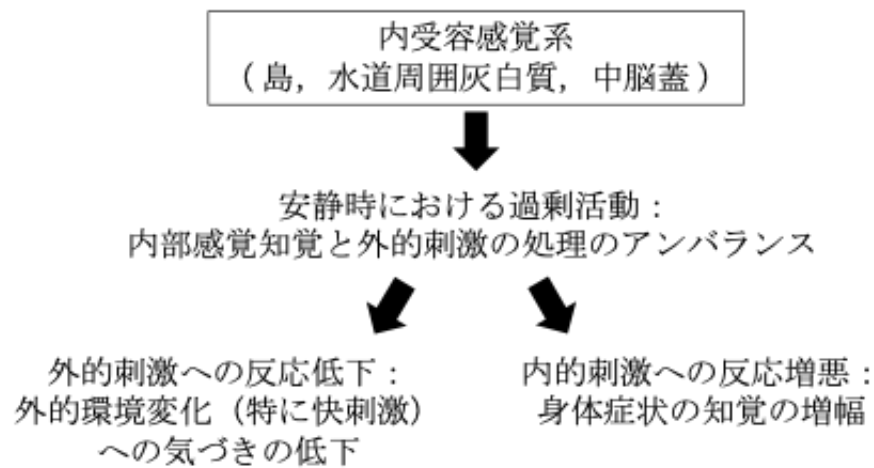 内受容感覚系
（島，水道周囲灰白質，中脳蓋）
安静時における過剰活動：
内部感覚知覚と外的刺激の処理のアンバランス
外的刺激への反応低下：
外的環境変化（特に快刺激）
への気づきの低下
内的刺激への反応増悪：
身体症状の知覚の増幅